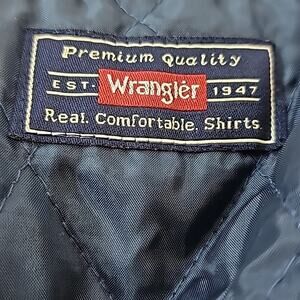 Premium Quality
EST. Wrangler 1947
Real. Comfortable. Shirts.